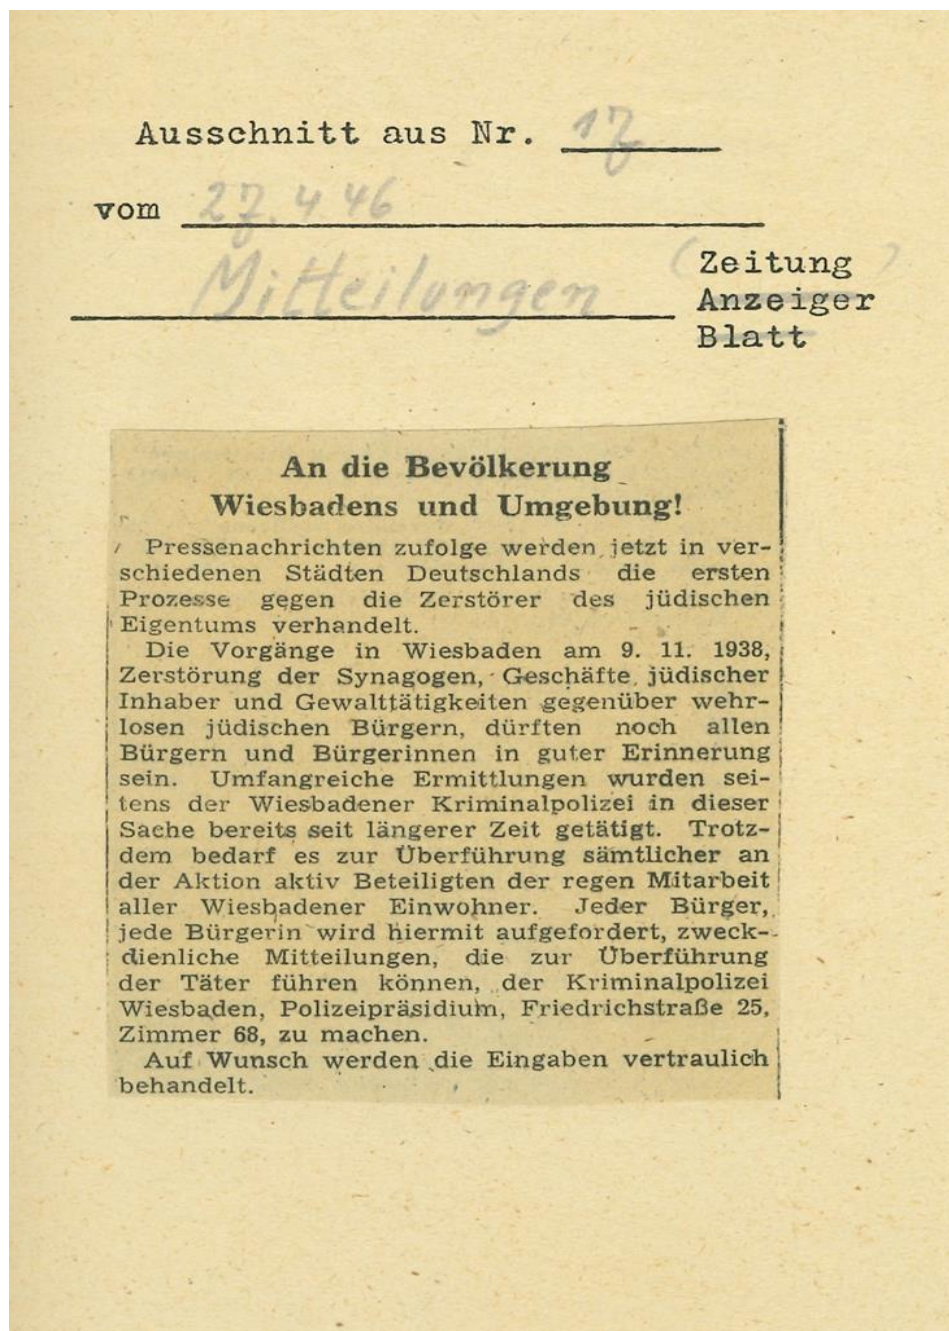 Ausschnitt aus Nr. 17
vom 27.4 46
Mitteilungen (Zeitung)
Anzeiger
Blatt
An die Bevölkerung
Wiesbadens und Umgebung!
Pressenachrichten zufolge werden jetzt in ver-
schiedenen Städten Deutschlands die ersten
Prozesse gegen die Zerstörer des jüdischen
Eigentums verhandelt.
Die Vorgänge in Wiesbaden am 9. 11. 1938,
Zerstörung der Synagogen, Geschäfte jüdischer
Inhaber und Gewalttätigkeiten gegenüber wehr-
losen jüdischen Bürgern, dürften noch allen
Bürgern und Bürgerinnen in guter Erinnerung
sein. Umfangreiche Ermittlungen wurden sei-
tens der Wiesbadener Kriminalpolizei in dieser
Sache bereits seit längerer Zeit getätigt. Trotz-
dem bedarf es zur Überführung sämtlicher an
der Aktion aktiv Beteiligten der regen Mitarbeit
aller Wiesbadener Einwohner. Jeder Bürger,
jede Bürgerin wird hiermit aufgefordert, zweck-
dienliche Mitteilungen, die zur Überführung
der Täter führen können, der Kriminalpolizei
Wiesbaden, Polizeipräsidium, Friedrichstraße 25,
Zimmer 68, zu machen.
Auf Wunsch werden die Eingaben vertraulich
behandelt.